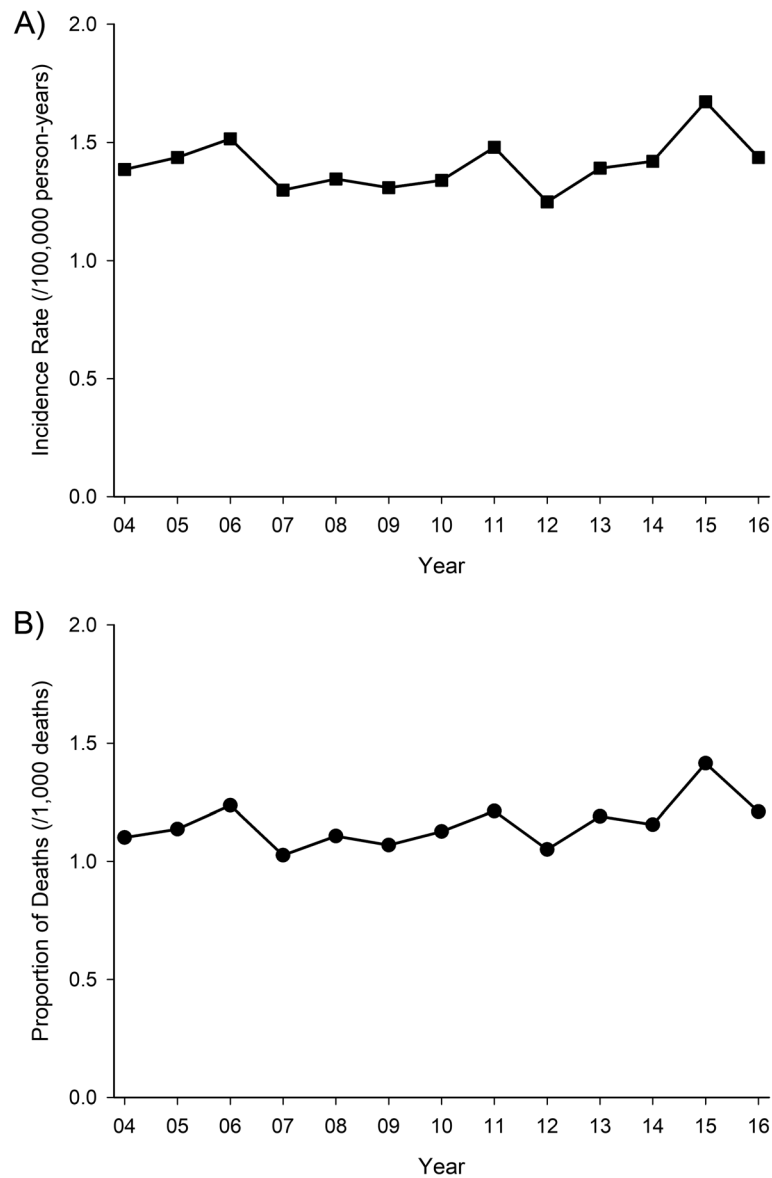 A)
2.0
1.5
1.0
0.5
0.0
Incidence Rate (/100,000 person-years)
04 05 06 07 08 09 10 11 12 13 14 15 16
Year
B)
2.0
1.5
1.0
0.5
0.0
Proportion of Deaths (/1,000 deaths)
04 05 06 07 08 09 10 11 12 13 14 15 16
Year